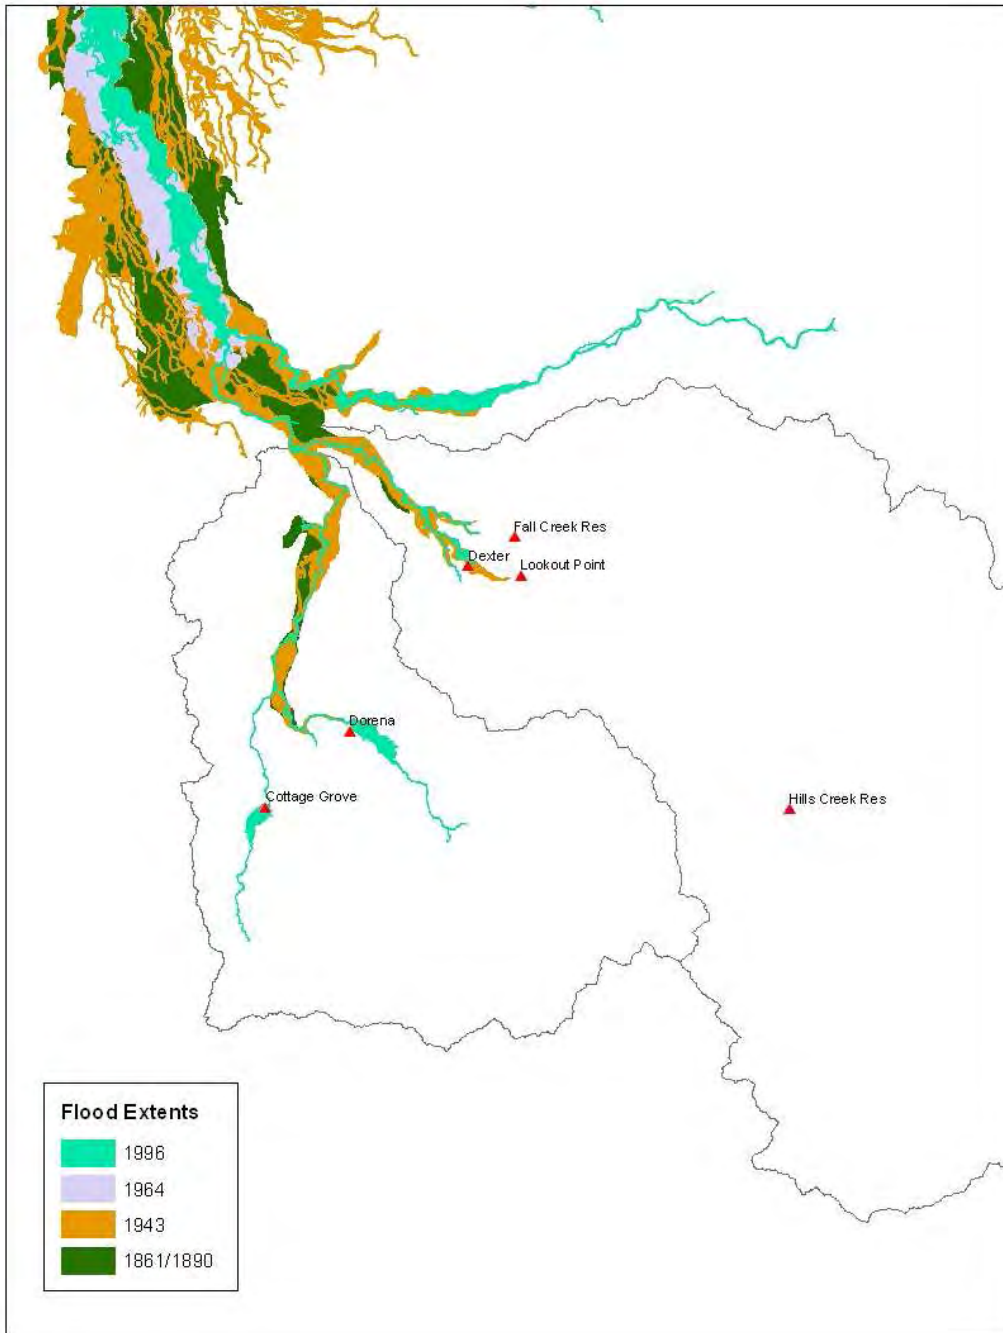 Fall Creek Res
Dexter
Lookout Point
Dorena
Cottage Grove
Hills Creek Res
Flood Extents
1996
1964
1943
1861/1890